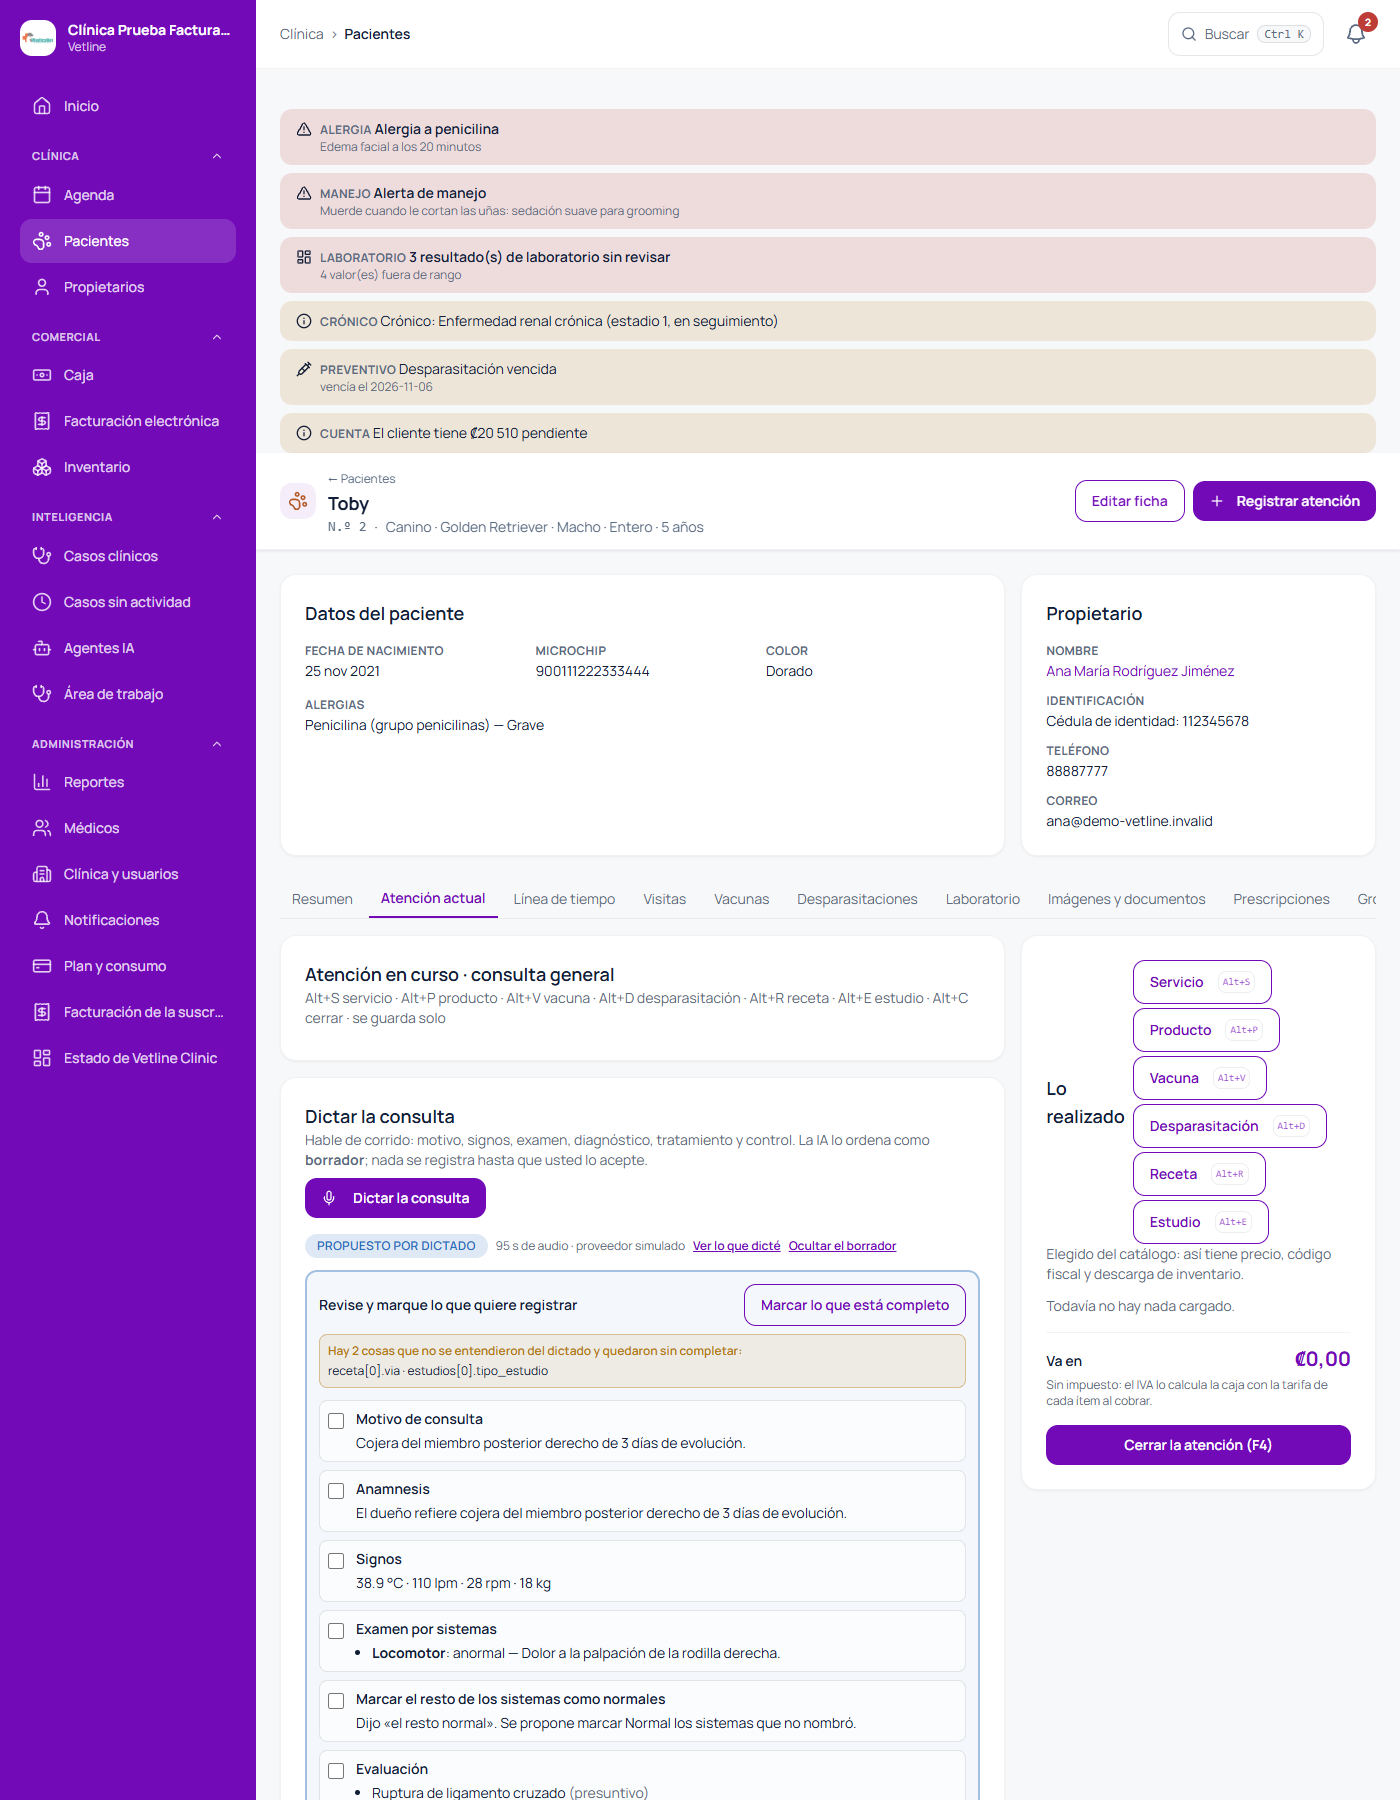 Clínica Prueba Factura...
Vetline
Inicio
CLÍNICA
Agenda
Pacientes
Propietarios
COMERCIAL
Caja
Facturación electrónica
Inventario
INTELIGENCIA
Casos clínicos
Casos sin actividad
Agentes IA
Área de trabajo
ADMINISTRACIÓN
Reportes
Médicos
Clínica y usuarios
Notificaciones
Plan y consumo
Facturación de la suscr...
Estado de Vetline Clinic
Clínica › Pacientes
Buscar Ctrl K
2
ALERGIA Alergia a penicilina
Edema facial a los 20 minutos
MANEJO Alerta de manejo
Muerde cuando le cortan las uñas: sedación suave para grooming
LABORATORIO 3 resultado(s) de laboratorio sin revisar
4 valor(es) fuera de rango
CRÓNICO Crónico: Enfermedad renal crónica (estadio 1, en seguimiento)
PREVENTIVO Desparasitación vencida
vencía el 2026-11-06
CUENTA El cliente tiene ₡20 510 pendiente
← Pacientes
Toby
N.º 2 · Canino · Golden Retriever · Macho · Entero · 5 años
Editar ficha
+ Registrar atención
Datos del paciente
FECHA DE NACIMIENTO
25 nov 2021
MICROCHIP
900111222333444
COLOR
Dorado
ALERGIAS
Penicilina (grupo penicilinas) — Grave
Propietario
NOMBRE
Ana María Rodríguez Jiménez
IDENTIFICACIÓN
Cédula de identidad: 112345678
TELÉFONO
88887777
CORREO
ana@demo-vetline.invalid
Resumen Atención actual Línea de tiempo Visitas Vacunas Desparasitaciones Laboratorio Imágenes y documentos Prescripciones Gro
Atención en curso · consulta general
Alt+S servicio · Alt+P producto · Alt+V vacuna · Alt+D desparasitación · Alt+R receta · Alt+E estudio · Alt+C
cerrar · se guarda solo
Dictar la consulta
Hable de corrido: motivo, signos, examen, diagnóstico, tratamiento y control. La IA lo ordena como
borrador; nada se registra hasta que usted lo acepte.
Dictar la consulta
PROPUESTO POR DICTADO 95 s de audio · proveedor simulado Ver lo que dicté Ocultar el borrador
Revise y marque lo que quiere registrar
Marcar lo que está completo
Hay 2 cosas que no se entendieron del dictado y quedaron sin completar:
receta[0].via · estudios[0].tipo_estudio
Motivo de consulta
Cojera del miembro posterior derecho de 3 días de evolución.
Anamnesis
El dueño refiere cojera del miembro posterior derecho de 3 días de evolución.
Signos
38.9 °C · 110 lpm · 28 rpm · 18 kg
Examen por sistemas
• Locomotor: anormal — Dolor a la palpación de la rodilla derecha.
Marcar el resto de los sistemas como normales
Dijo «el resto normal». Se propone marcar Normal los sistemas que no nombró.
Evaluación
• Ruptura de ligamento cruzado (presuntivo)
Lo
realizado
Servicio Alt+S
Producto Alt+P
Vacuna Alt+V
Desparasitación Alt+D
Receta Alt+R
Estudio Alt+E
Elegido del catálogo: así tiene precio, código
fiscal y descarga de inventario.
Todavía no hay nada cargado.
Va en ₡0,00
Sin impuesto: el IVA lo calcula la caja con la tarifa de
cada ítem al cobrar.
Cerrar la atención (F4)